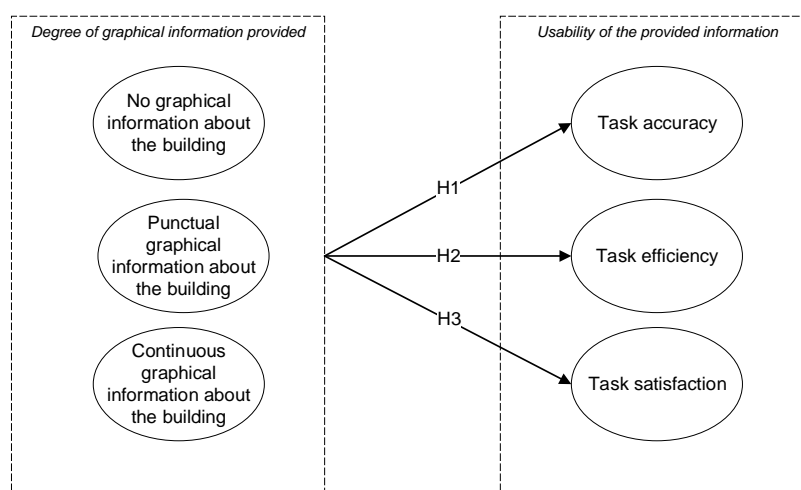 Degree of graphical information provided
No graphical
information about
the building
Punctual
graphical
information about
the building
Continuous
graphical
information about
the building
H1
H2
H3
Usability of the provided information
Task accuracy
Task efficiency
Task satisfaction